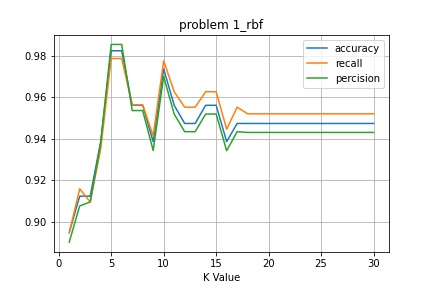 problem 1_rbf
accuracy
recall
percision
0.98
0.96
0.94
0.92
0.90
0
5
10
15
20
25
30
K Value